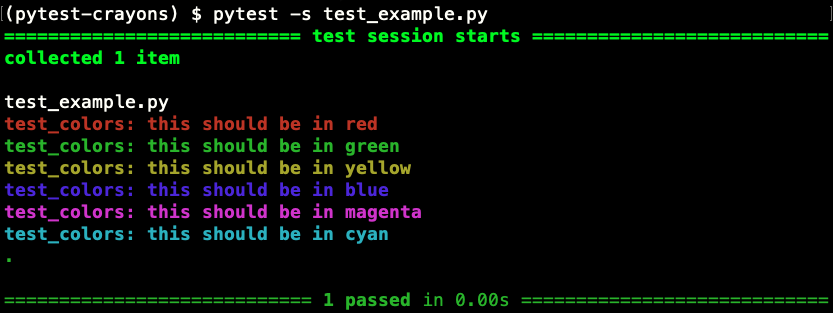 (pytest-crayons) $ pytest -s test_example.py
=========================== test session starts ===========================
collected 1 item

test_example.py
test_colors: this should be in red
test_colors: this should be in green
test_colors: this should be in yellow
test_colors: this should be in blue
test_colors: this should be in magenta
test_colors: this should be in cyan
.

============================ 1 passed in 0.00s ============================